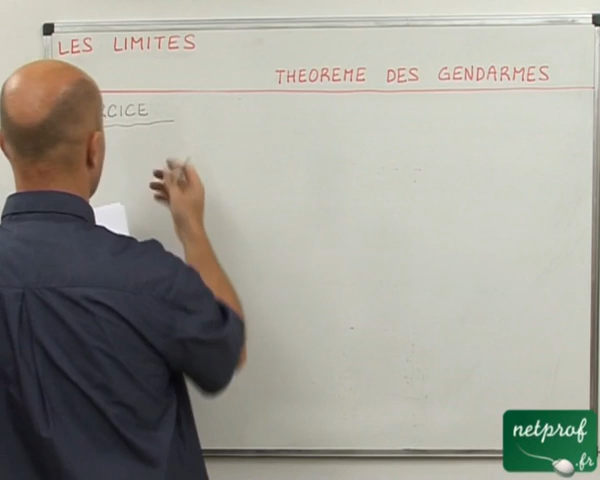 LES LIMITES
THEOREME DES GENDARMES
RCICE
netprof
.fr